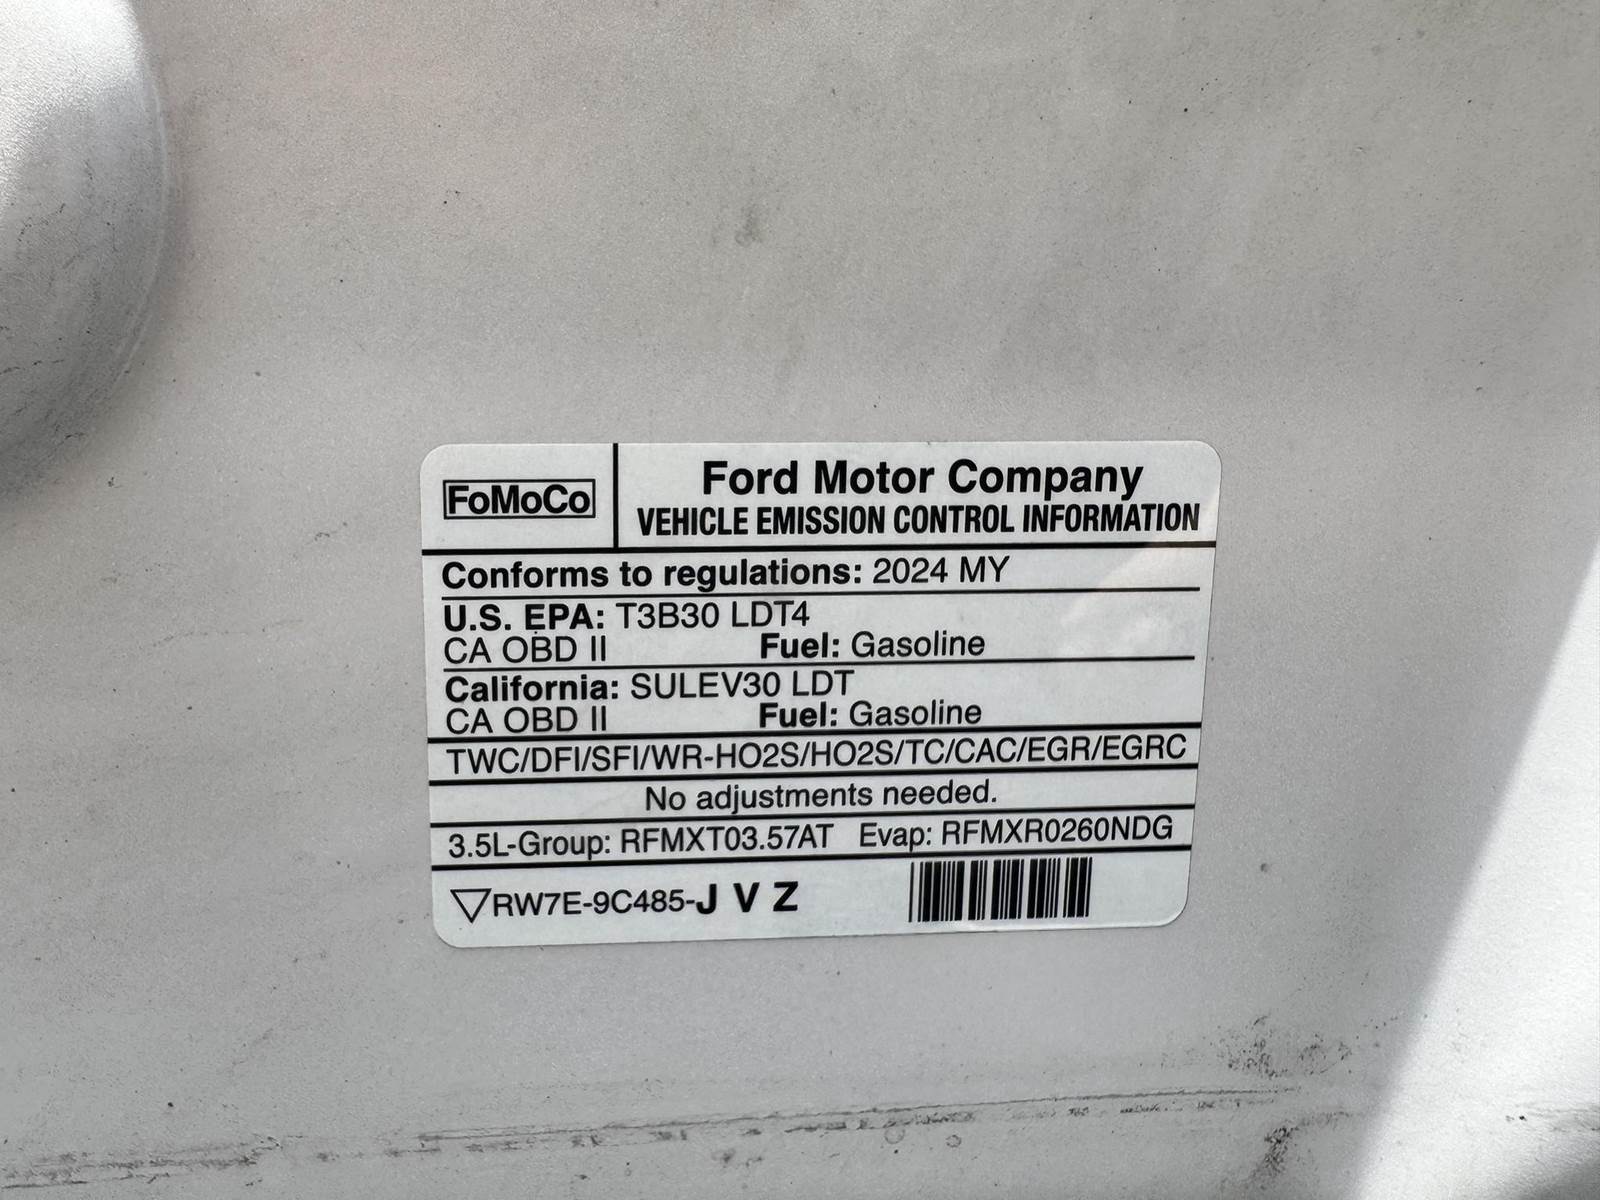 FoMoCo
Ford Motor Company
VEHICLE EMISSION CONTROL INFORMATION
Conforms to regulations: 2024 MY
U.S. EPA: T3B30 LDT4
CA OBD II Fuel: Gasoline
California: SULEV30 LDT
CA OBD II Fuel: Gasoline
TWC/DFI/SFI/WR-HO2S/HO2S/TC/CAC/EGR/EGRC
No adjustments needed.
3.5L-Group: RFMXT03.57AT Evap: RFMXR0260NDG
RW7E-9C485-J V Z